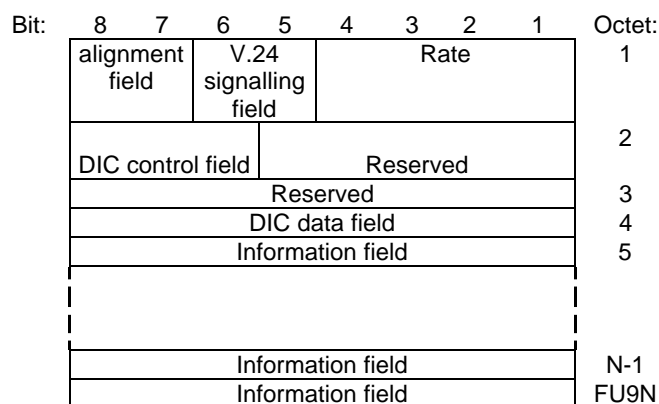 Bit: 8 7 6 5 4 3 2 1 Octet:
alignment V.24 Rate 1
field signalling
field
2
DIC control field Reserved
Reserved 3
DIC data field 4
Information field 5
Information field N-1
Information field FU9N